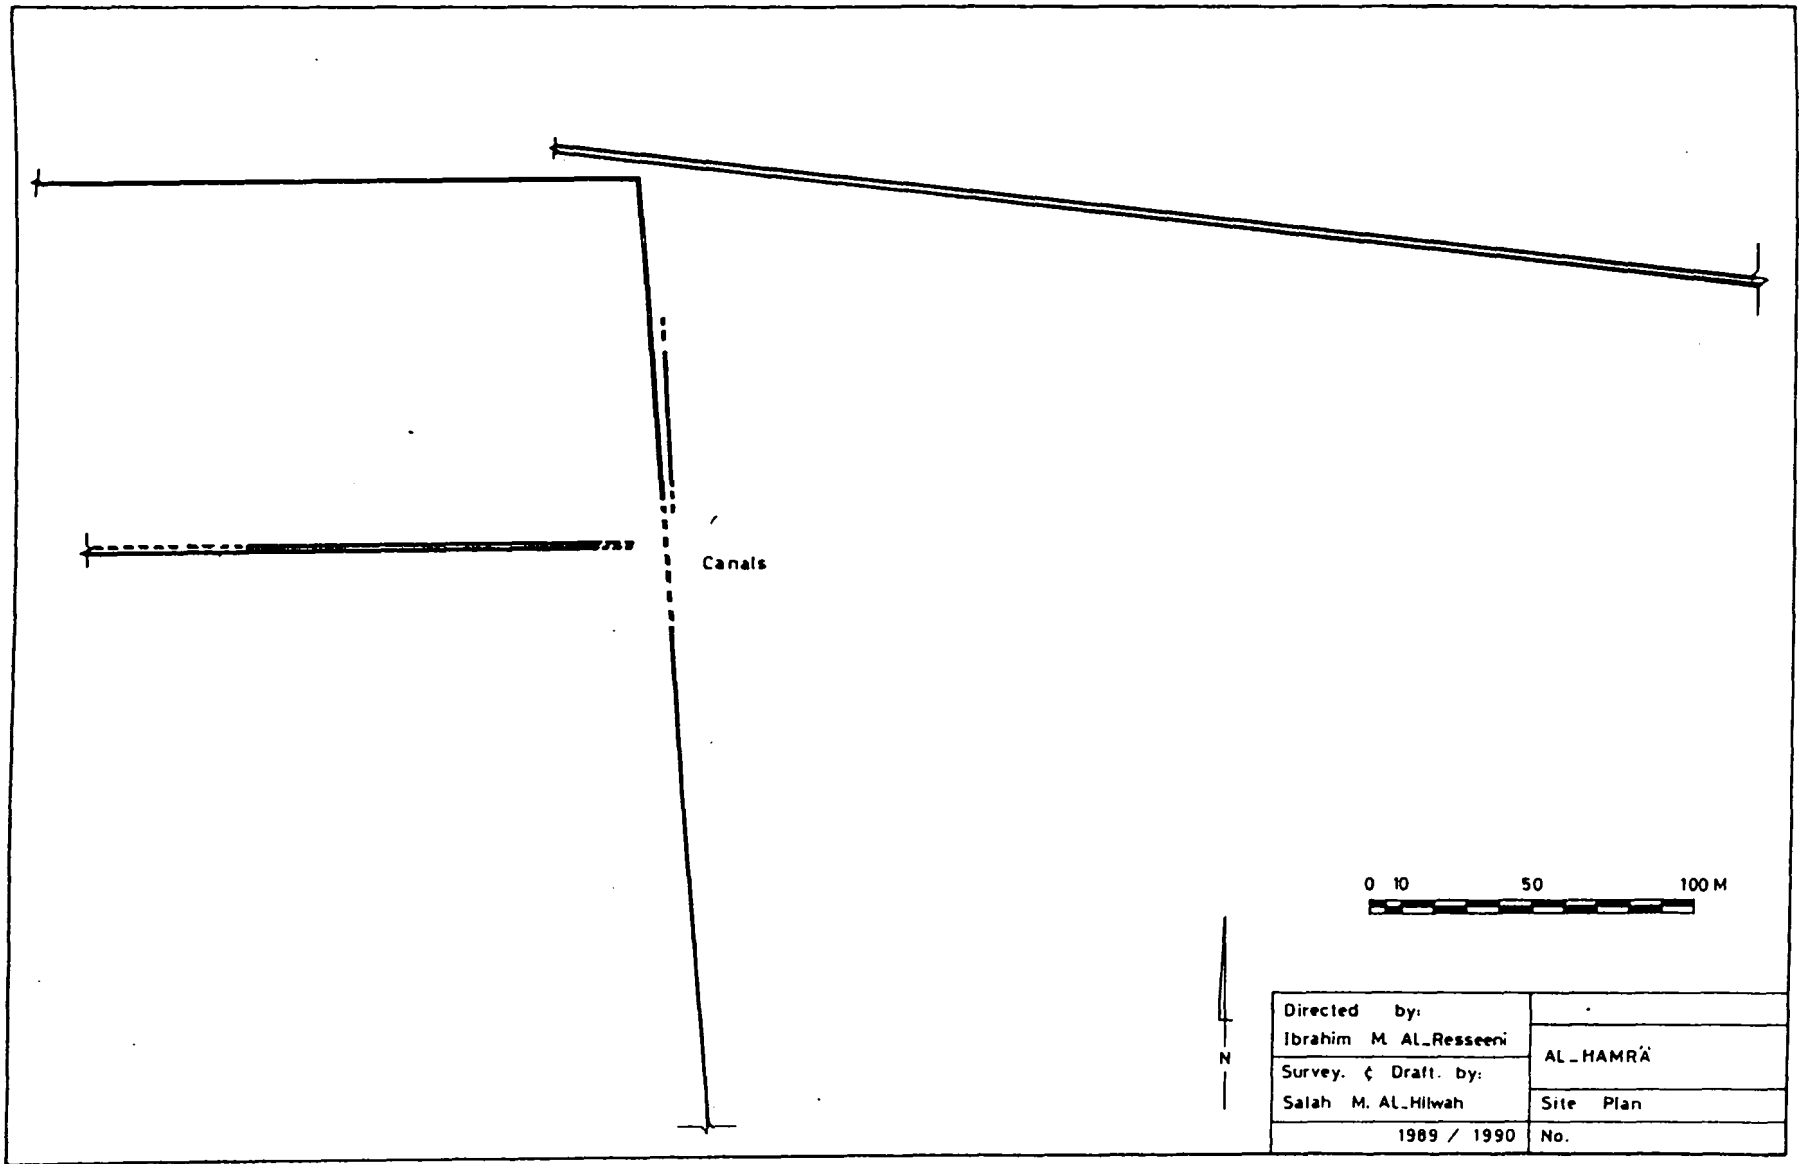 Canals
0 10 50 100 M
N
Directed by:
Ibrahim M. AL_Resseeni
Survey. & Draft. by:
Salah M. AL_Hilwah
1989 / 1990
AL_HAMRÄ
Site Plan
No.